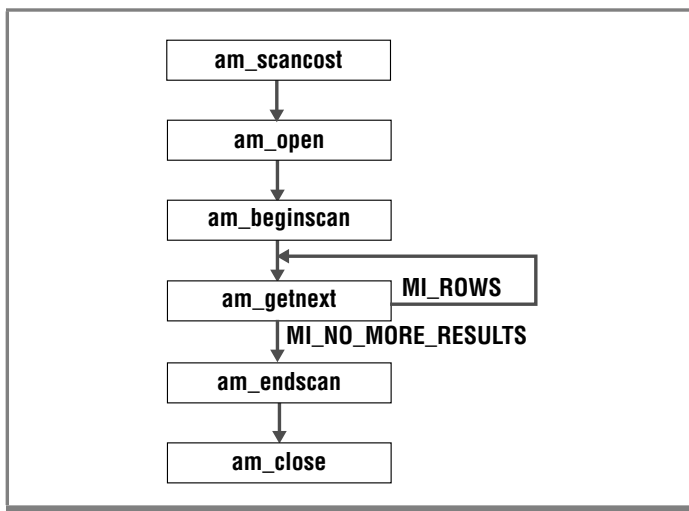 am_scancost
am_open
am_beginscan
am_getnext
MI_ROWS
MI_NO_MORE_RESULTS
am_endscan
am_close